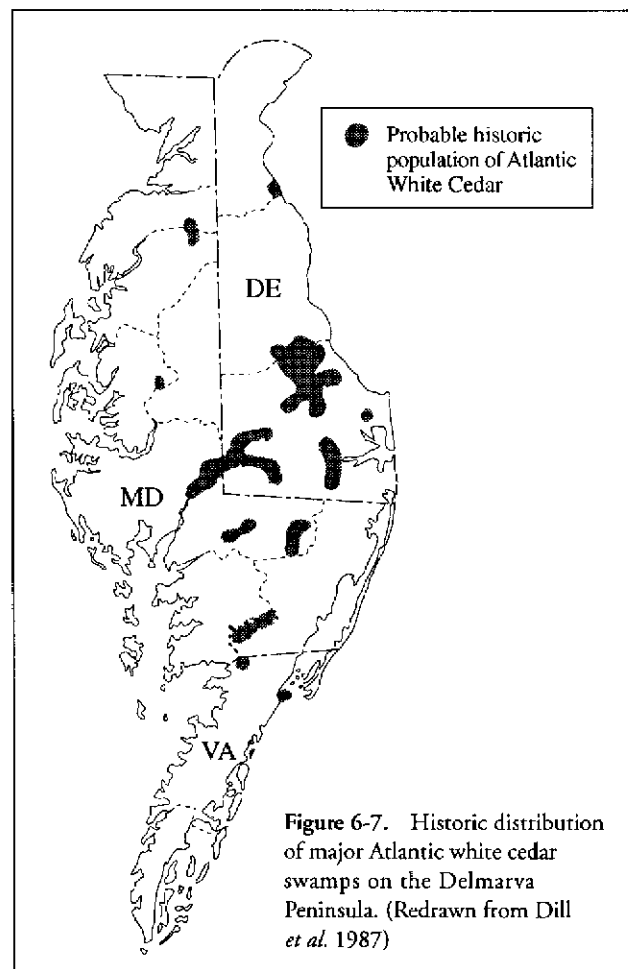 Probable historic
population of Atlantic
White Cedar
DE
MD
VA
Figure 6-7. Historic distribution
of major Atlantic white cedar
swamps on the Delmarva
Peninsula. (Redrawn from Dill
et al. 1987)